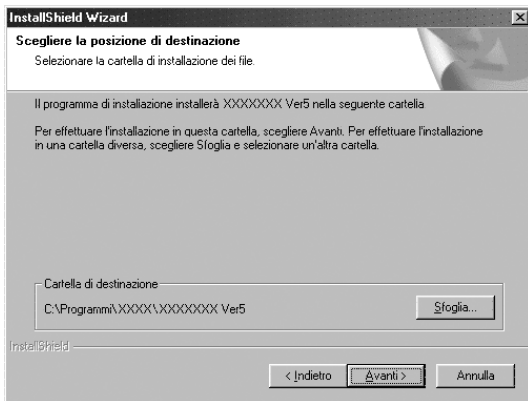 InstallShield Wizard
Scegliere la posizione di destinazione
Selezionare la cartella di installazione dei file.
Il programma di installazione installerà XXXXXXX Ver5 nella seguente cartella
Per effettuare l'installazione in questa cartella, scegliere Avanti. Per effettuare l'installazione
in una cartella diversa, scegliere Sfoglia e selezionare un'altra cartella.
Cartella di destinazione
C:\Programmi\XXXX\XXXXXXX Ver5
Sfoglia...
InstallShield
< Indietro
Avanti >
Annulla